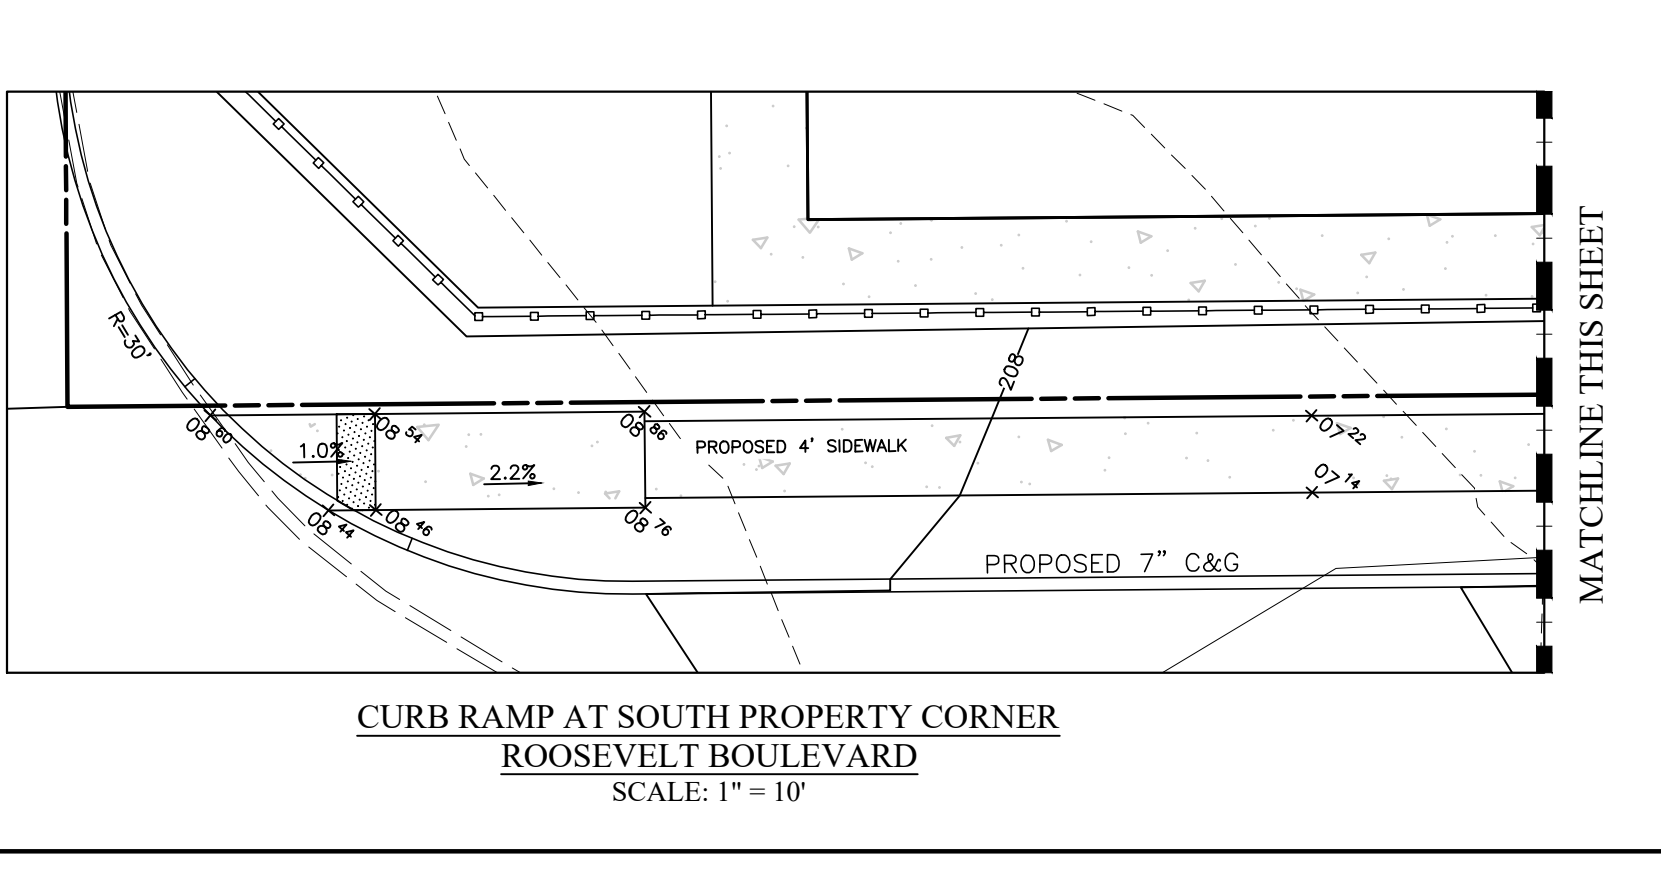 R=30'
208
08 60
08 54
08 86
07 22
PROPOSED 4' SIDEWALK
1.0%
2.2%
07 14
08 44
08 46
08 76
PROPOSED 7" C&G
MATCHLINE THIS SHEET
CURB RAMP AT SOUTH PROPERTY CORNER
ROOSEVELT BOULEVARD
SCALE: 1" = 10'